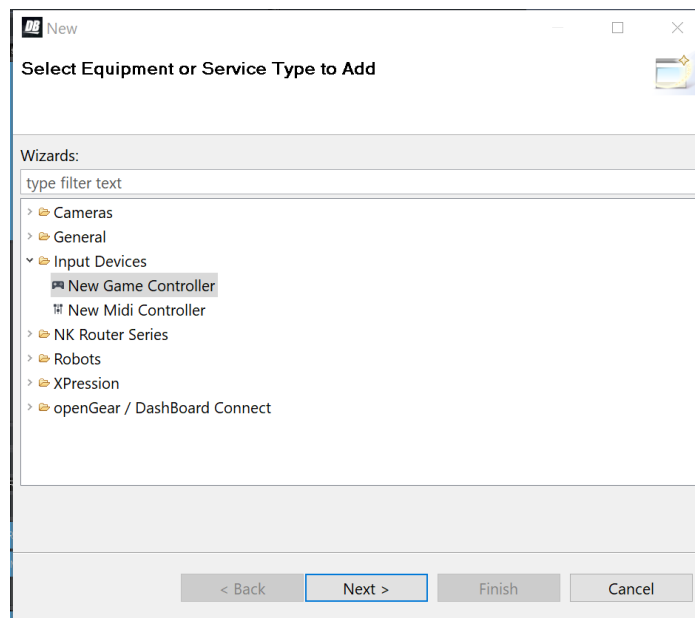 DB New
Select Equipment or Service Type to Add
Wizards:
type filter text
Cameras
General
Input Devices
New Game Controller
New Midi Controller
NK Router Series
Robots
XPression
openGear / DashBoard Connect
< Back Next > Finish Cancel